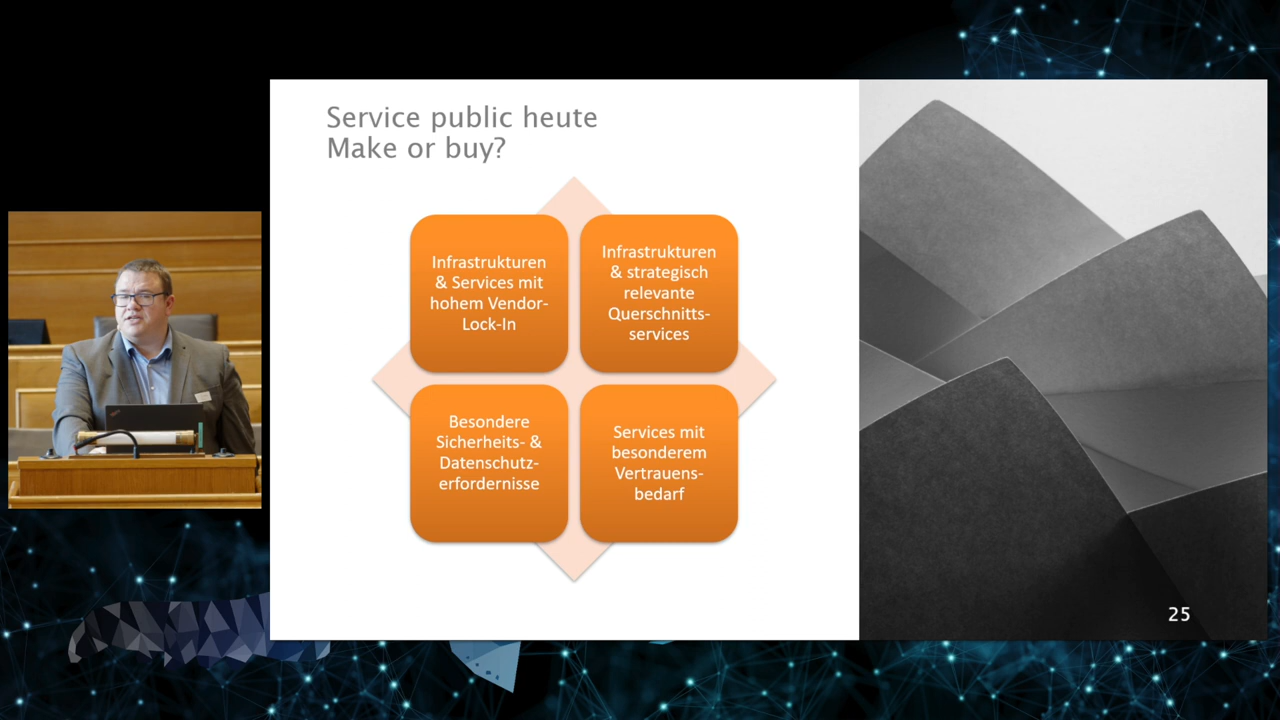 Service public heute
Make or buy?
Infrastrukturen
& Services mit
hohem Vendor-
Lock-In
Infrastrukturen
& strategisch
relevante
Querschnitts-
services
Besondere
Sicherheits- &
Datenschutz-
erfordernisse
Services mit
besonderem
Vertrauens-
bedarf
25